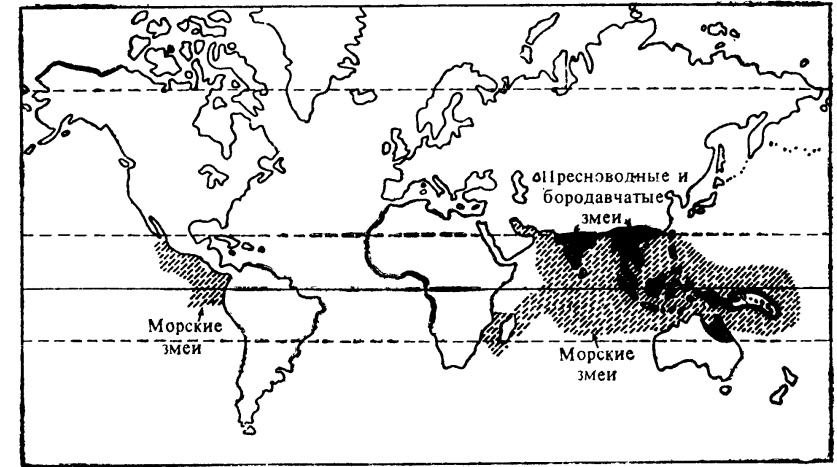 Пресноводные и
бородавчатые
змеи
Морские
змеи
Морские
змеи